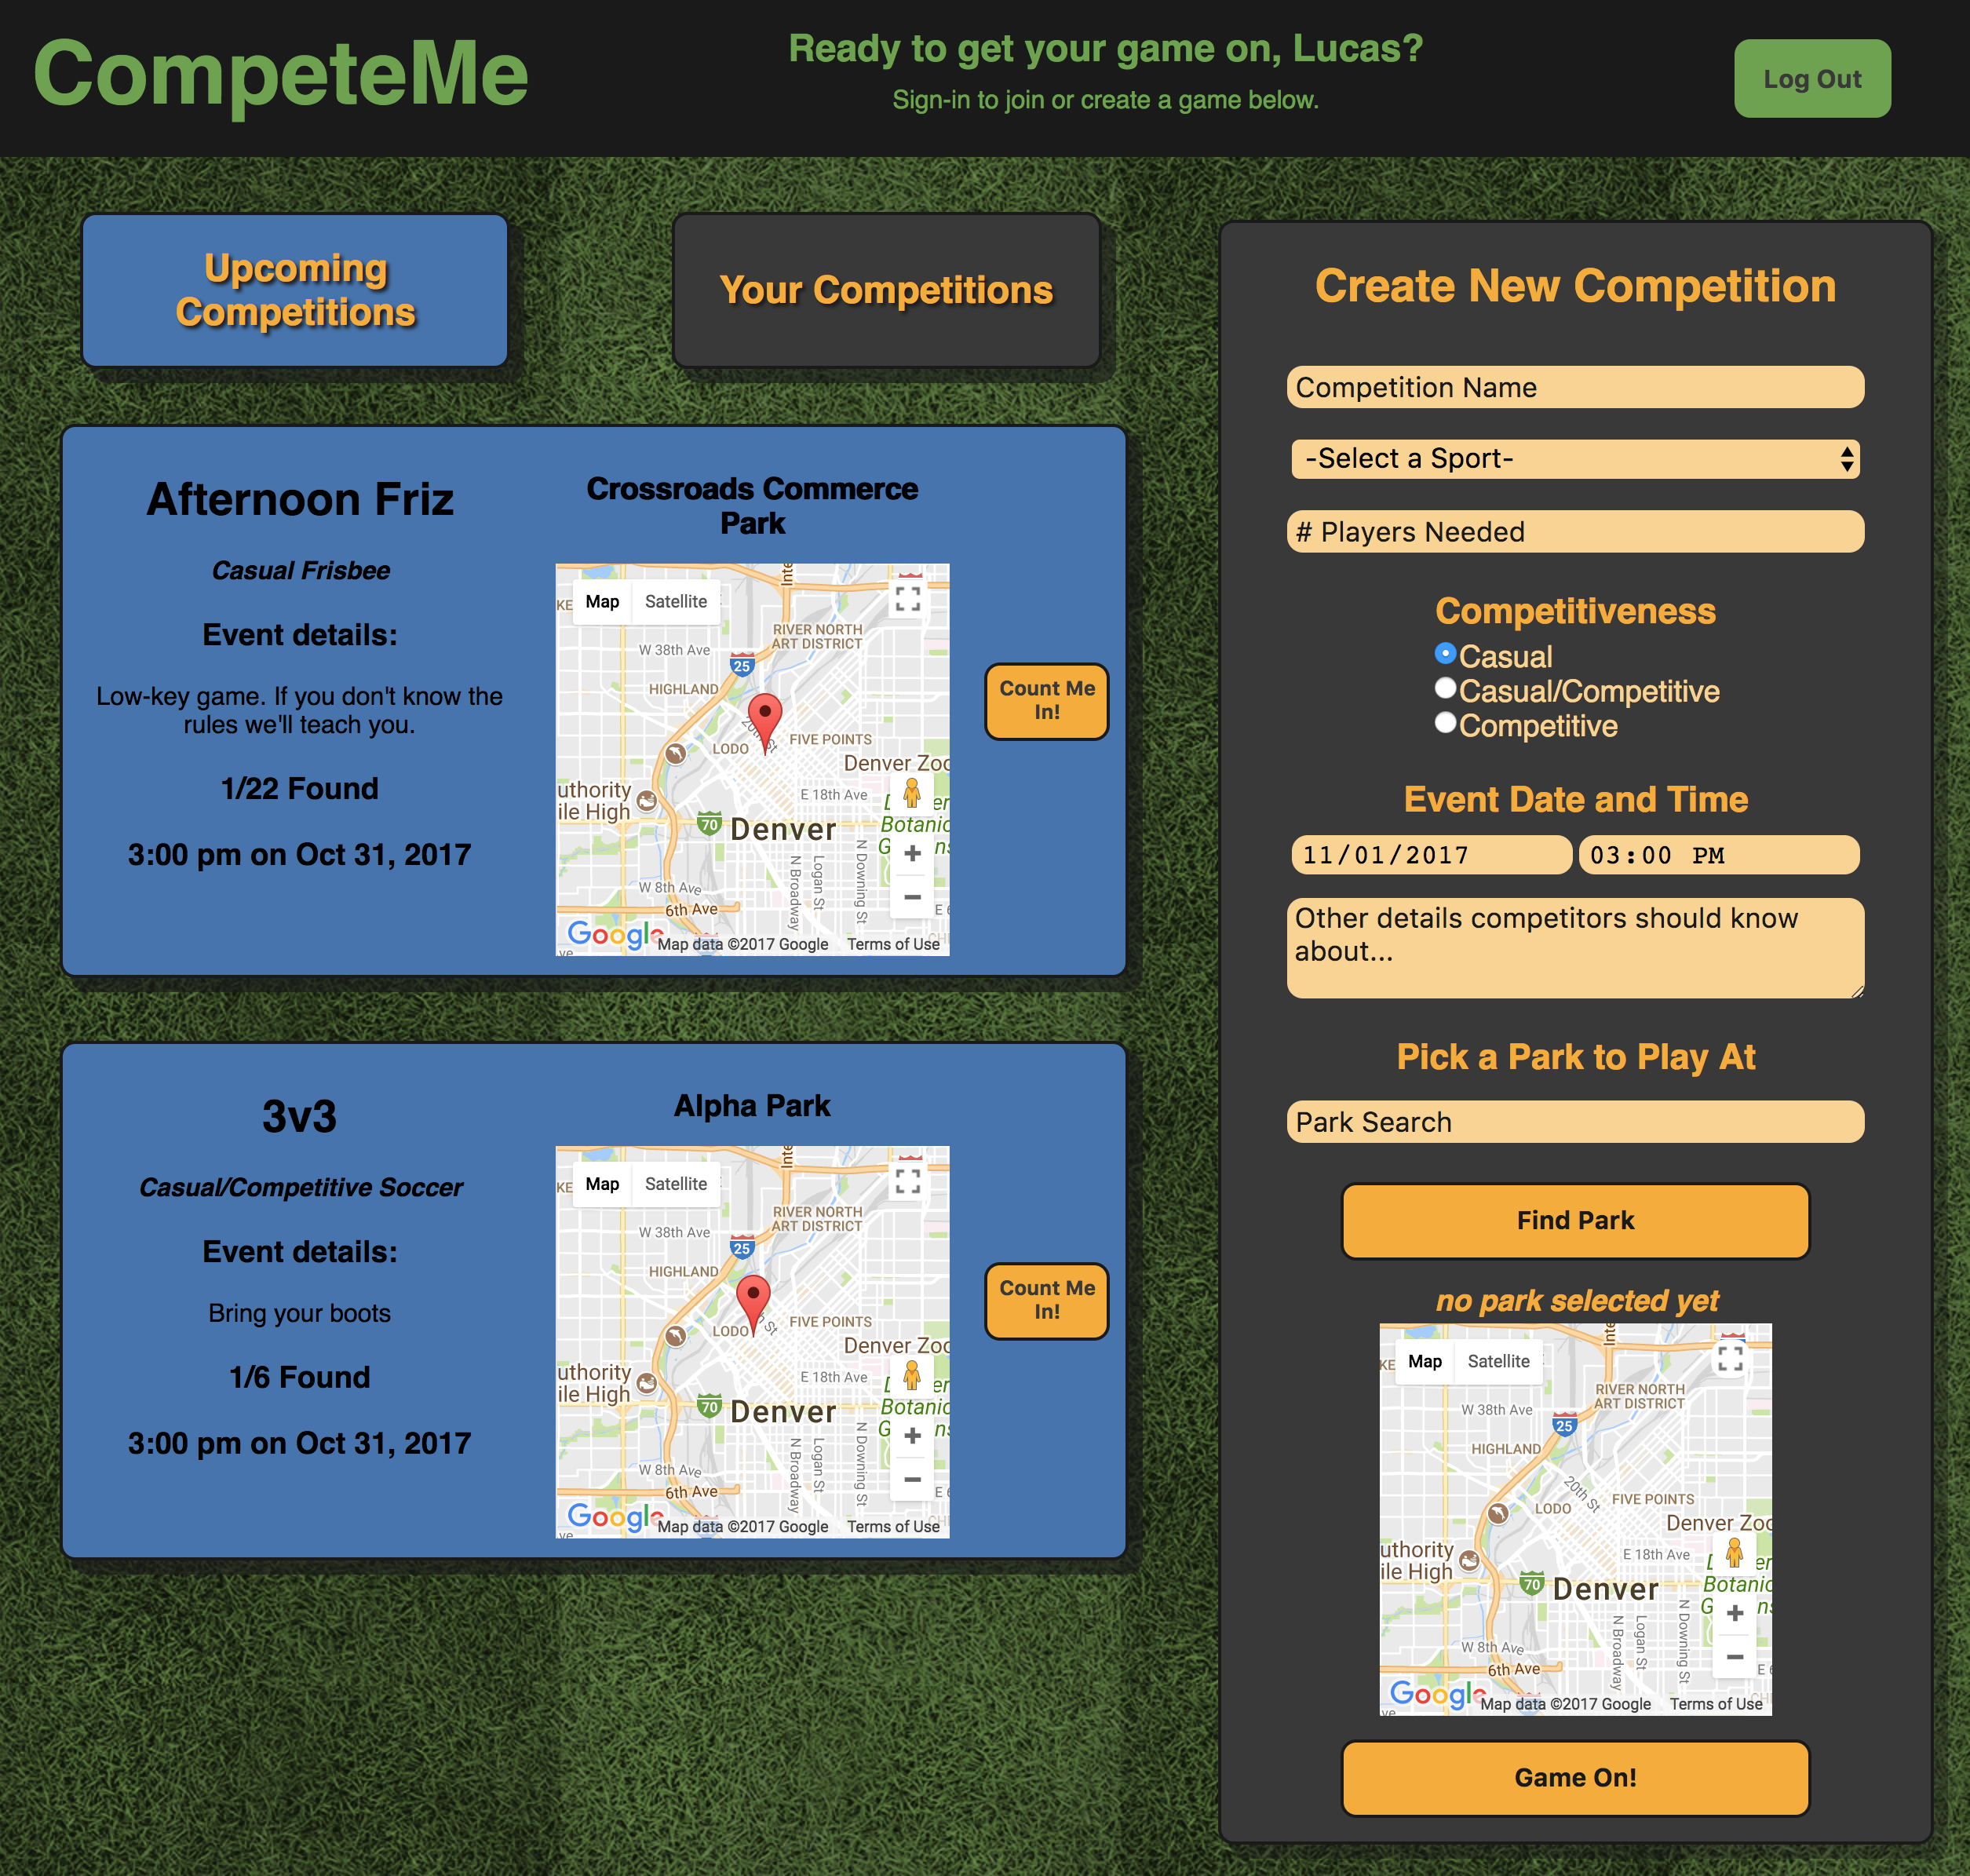 CompeteMe
Ready to get your game on, Lucas?
Sign-in to join or create a game below.
Log Out
Upcoming
Competitions
Your Competitions
Afternoon Friz
Casual Frisbee
Event details:
Low-key game. If you don't know the
rules we'll teach you.
1/22 Found
3:00 pm on Oct 31, 2017
Crossroads Commerce
Park
Map
Satellite
RIVER NORTH
ART DISTRICT
W 38th Ave
25
HIGHLAND
20th St
LODO
FIVE POINTS
Denver Zoo
E 18th Ave
uthority
ile High
70
Denver
Botanic
W 8th Ave
6th Ave
N Broadway
Logan St
N Downing St
Google
Map data ©2017 Google
Terms of Use
Count Me
In!
3v3
Casual/Competitive Soccer
Event details:
Bring your boots
1/6 Found
3:00 pm on Oct 31, 2017
Alpha Park
Map
Satellite
RIVER NORTH
ART DISTRICT
W 38th Ave
25
HIGHLAND
LODO
St
FIVE POINTS
Denver Zoo
E 18th Ave
uthority
ile High
70
Denver
Botanic
W 8th Ave
6th Ave
N Broadway
Logan St
N Downing St
Google
Map data ©2017 Google
Terms of Use
Count Me
In!
Create New Competition
Competition Name
-Select a Sport-
# Players Needed
Competitiveness
Casual
Casual/Competitive
Competitive
Event Date and Time
11/01/2017
03:00 PM
Other details competitors should know
about...
Pick a Park to Play At
Park Search
Find Park
no park selected yet
Map
Satellite
RIVER NORTH
ART DISTRICT
W 38th Ave
25
HIGHLAND
20th St
LODO
FIVE POINTS
Denver Zoo
E 18th Ave
uthority
ile High
70
Denver
Botanic
W 8th Ave
6th Ave
N Broadway
Logan St
N Downing St
Google
Map data ©2017 Google
Terms of Use
Game On!